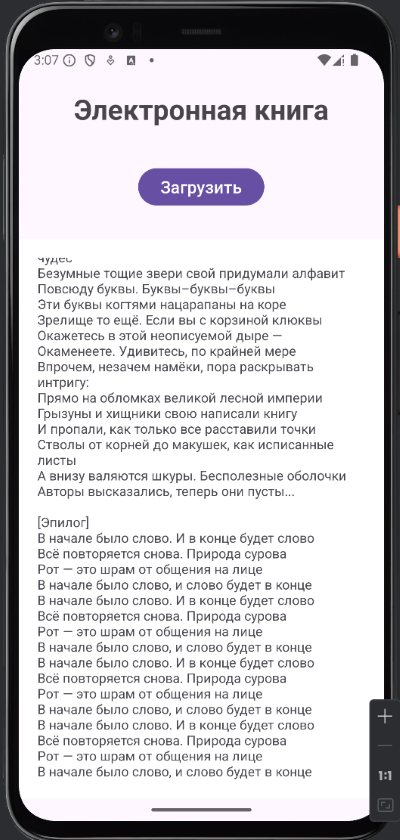 3:07
Электронная книга
Загрузить
чудес
Безумные тощие звери свой придумали алфавит
Повсюду буквы. Буквы–буквы–буквы
Эти буквы когтями нацарапаны на коре
Зрелище то ещё. Если вы с корзиной клюквы
Окажетесь в этой неописуемой дыре —
Окаменеете. Удивитесь, по крайней мере
Впрочем, незачем намёки, пора раскрывать
интригу:
Прямо на обломках великой лесной империи
Грызуны и хищники свою написали книгу
И пропали, как только все расставили точки
Стволы от корней до макушек, как исписанные
листы
А внизу валяются шкуры. Бесполезные оболочки
Авторы высказались, теперь они пусты...
[Эпилог]
В начале было слово. И в конце будет слово
Всё повторяется снова. Природа сурова
Рот — это шрам от общения на лице
В начале было слово, и слово будет в конце
В начале было слово. И в конце будет слово
Всё повторяется снова. Природа сурова
Рот — это шрам от общения на лице
В начале было слово, и слово будет в конце
В начале было слово. И в конце будет слово
Всё повторяется снова. Природа сурова
Рот — это шрам от общения на лице
В начале было слово, и слово будет в конце
В начале было слово. И в конце будет слово
Всё повторяется снова. Природа сурова
Рот — это шрам от общения на лице
В начале было слово, и слово будет в конце
1:1